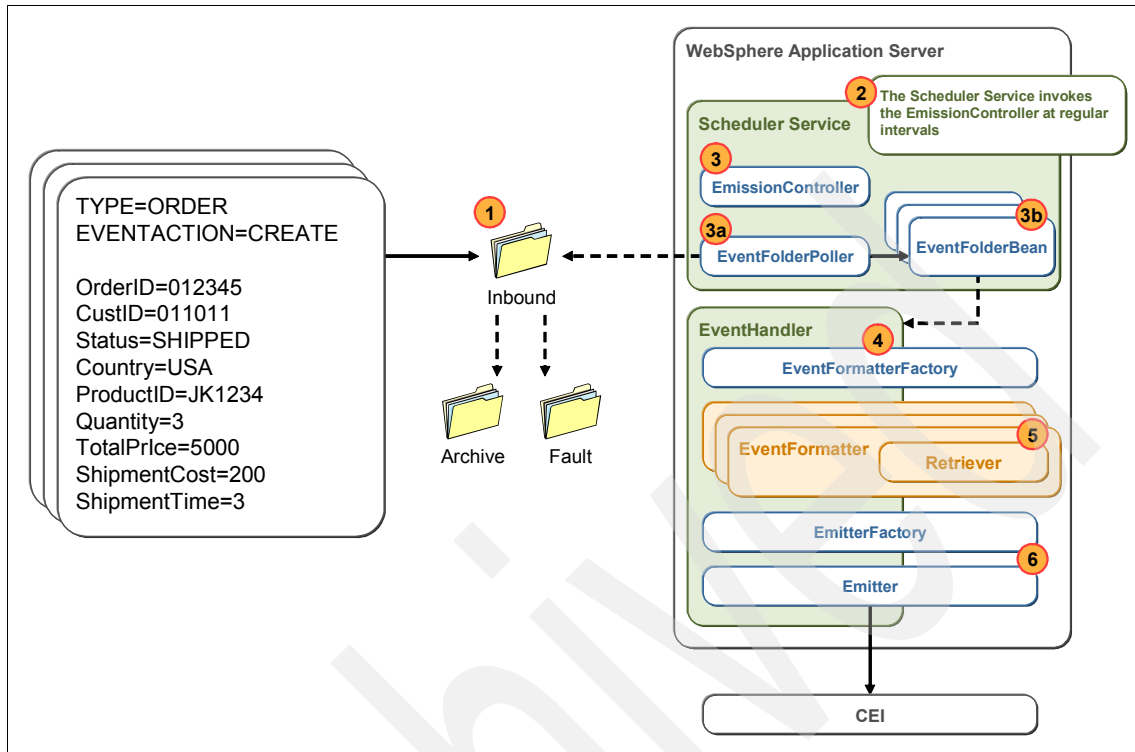 WebSphere Application Server
2
The Scheduler Service invokes
the EmissionController at regular
intervals
Scheduler Service
3
EmissionController
3a
EventFolderPoller
3b
EventFolderBean
TYPE=ORDER
EVENTACTION=CREATE
OrderID=012345
CustID=011011
Status=SHIPPED
Country=USA
ProductID=JK1234
Quantity=3
TotalPrIce=5000
ShipmentCost=200
ShipmentTime=3
1
Inbound
Archive
Fault
EventHandler
4
EventFormatterFactory
EventFormatter
5
Retriever
EmitterFactory
6
Emitter
CEI